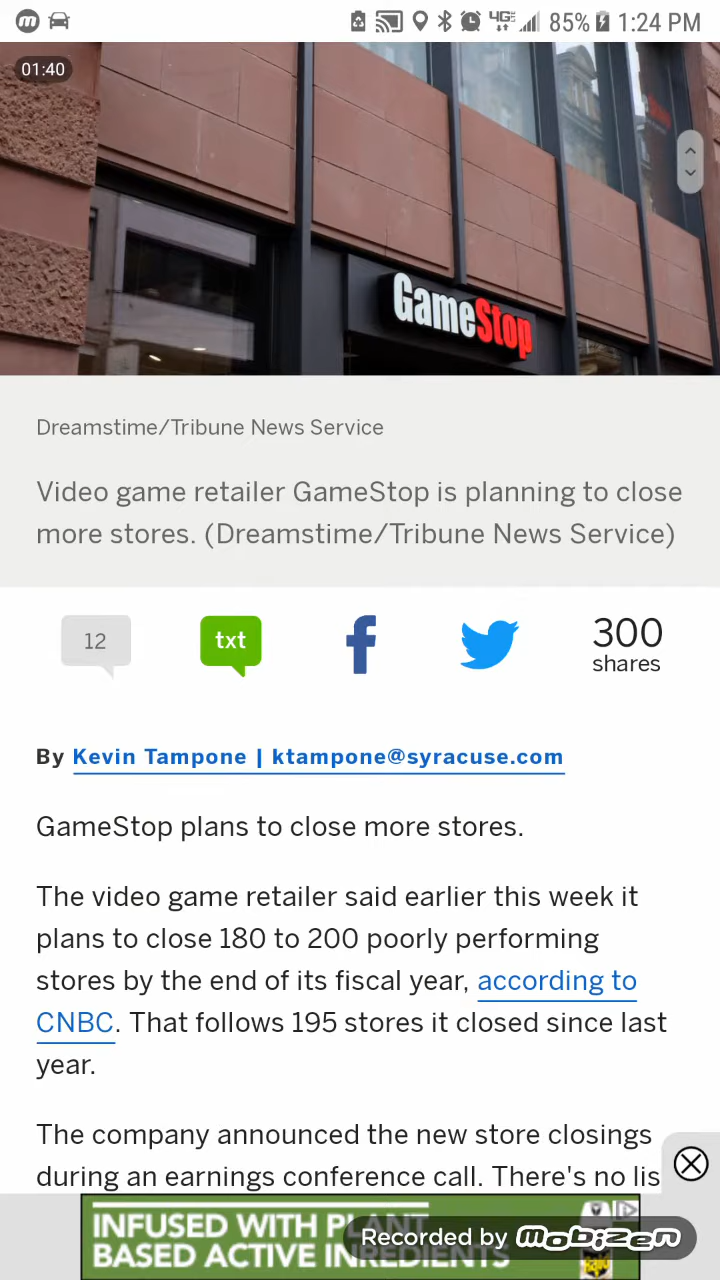 85% 1:24 PM
01:40
GameStop
Dreamstime/Tribune News Service
Video game retailer GameStop is planning to close
more stores. (Dreamstime/Tribune News Service)
12
txt
300
shares
By Kevin Tampone | ktampone@syracuse.com
GameStop plans to close more stores.
The video game retailer said earlier this week it
plans to close 180 to 200 poorly performing
stores by the end of its fiscal year, according to
CNBC. That follows 195 stores it closed since last
year.
The company announced the new store closings
during an earnings conference call. There's no lis
INFUSED WITH PLANT
BASED ACTIVE INGREDIENTS
Recorded by mobizen